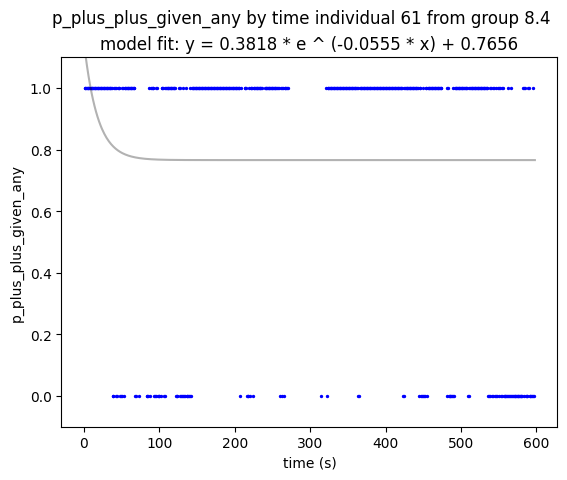 p_plus_plus_given_any by time individual 61 from group 8.4
model fit: y = 0.3818 * e ^ (-0.0555 * x) + 0.7656
p_plus_plus_given_any
1.0
0.8
0.6
0.4
0.2
0.0
0 100 200 300 400 500 600
time (s)